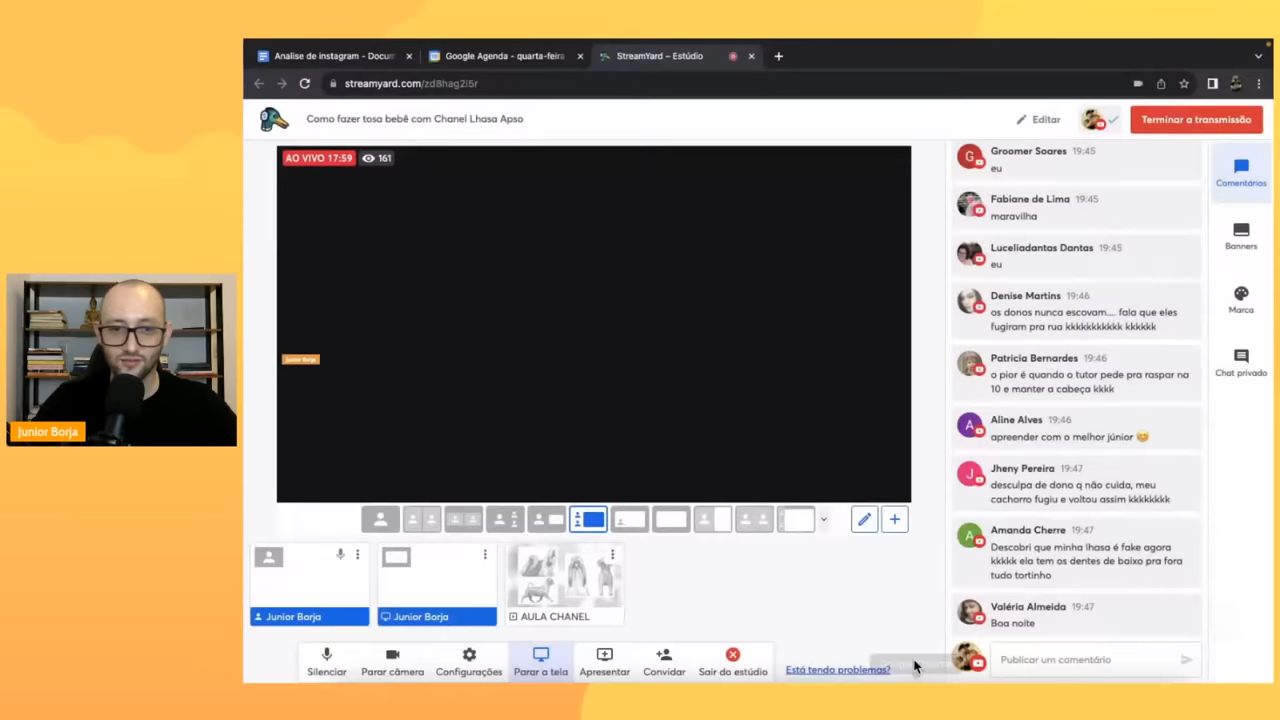 Analise de instagram - Docum
Google Agenda - quarta-feira
StreamYard – Estúdio
streamyard.com/zd8hag2i5r
Como fazer tosa bebê com Chanel Lhasa Apso
Editar
Terminar a transmissão
AO VIVO 17:59
161
Junior Borja
Junior Borja
Junior Borja
Junior Borja
AULA CHANEL
Silenciar
Parar câmera
Configurações
Parar a tela
Apresentar
Convidar
Sair do estúdio
Está tendo problemas?
G
Groomer Soares 19:45
eu
Fabiane de Lima 19:45
maravilha
Luceliadantas Dantas 19:45
eu
Denise Martins 19:46
os donos nunca escovam.... fala que eles
fugiram pra rua kkkkkkkkkkk kkkkkk
Patricia Bernardes 19:46
o pior é quando o tutor pede pra raspar na
10 e manter a cabeça kkkk
A
Aline Alves 19:46
apreender com o melhor júnior 😅
J
Jheny Pereira 19:47
desculpa de dono q não cuida, meu
cachorro fugiu e voltou assim kkkkkkkk
A
Amanda Cherre 19:47
Descobri que minha lhasa é fake agora
kkkkk ela tem os dentes de baixo pra fora
tudo tortinho
Valéria Almeida 19:47
Boa noite
Publicar um comentário
Comentários
Banners
Marca
Chat privado